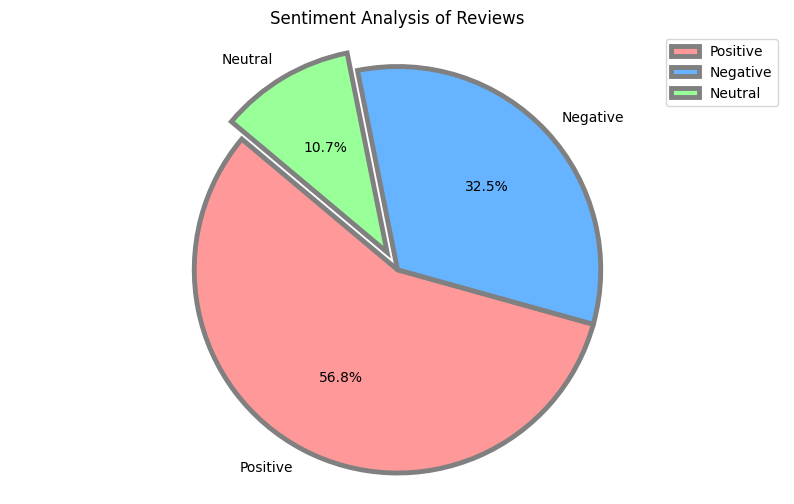 Sentiment Analysis of Reviews
Positive
Negative
Neutral
Neutral
Negative
10.7%
32.5%
56.8%
Positive